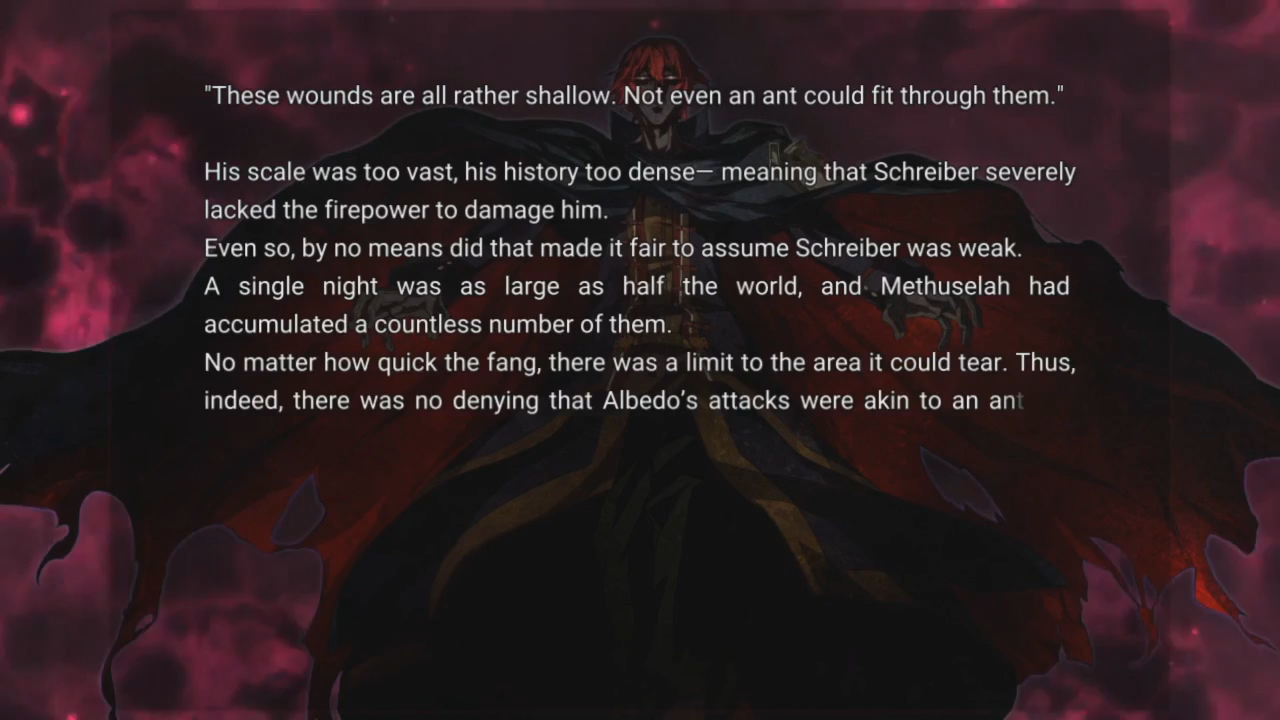 "These wounds are all rather shallow. Not even an ant could fit through them."
His scale was too vast, his history too dense— meaning that Schreiber severely
lacked the firepower to damage him.
Even so, by no means did that made it fair to assume Schreiber was weak.
A single night was as large as half the world, and Methuselah had
accumulated a countless number of them.
No matter how quick the fang, there was a limit to the area it could tear. Thus,
indeed, there was no denying that Albedo’s attacks were akin to an ant